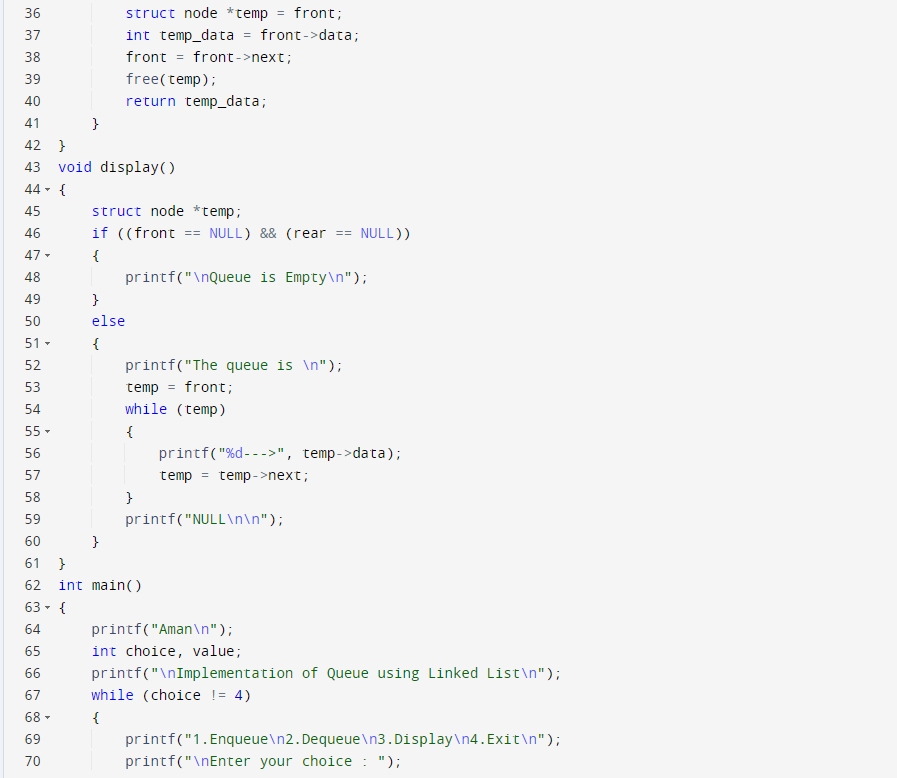 36         struct node *temp = front;
37         int temp_data = front->data;
38         front = front->next;
39         free(temp);
40         return temp_data;
41     }
42 }
43 void display()
44 {
45     struct node *temp;
46     if ((front == NULL) && (rear == NULL))
47     {
48         printf("\nQueue is Empty\n");
49     }
50     else
51     {
52         printf("The queue is \n");
53         temp = front;
54         while (temp)
55         {
56             printf("%d--->", temp->data);
57             temp = temp->next;
58         }
59         printf("NULL\n\n");
60     }
61 }
62 int main()
63 {
64     printf("Aman\n");
65     int choice, value;
66     printf("\nImplementation of Queue using Linked List\n");
67     while (choice != 4)
68     {
69         printf("1.Enqueue\n2.Dequeue\n3.Display\n4.Exit\n");
70         printf("\nEnter your choice : ");